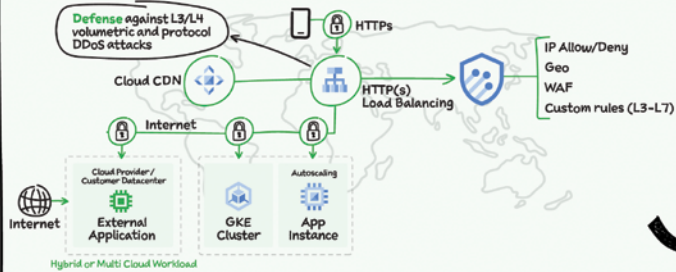 Defense against L3/L4
volumetric and protocol
DDoS attacks
HTTPs
Cloud CDN
HTTP(s)
Load Balancing
IP Allow/Deny
Geo
WAF
Custom rules (L3-L7)
Internet
Cloud Provider/
Customer Datacenter
External
Application
GKE
Cluster
Autoscaling
App
Instance
Internet
Hybrid or Multi Cloud Workload